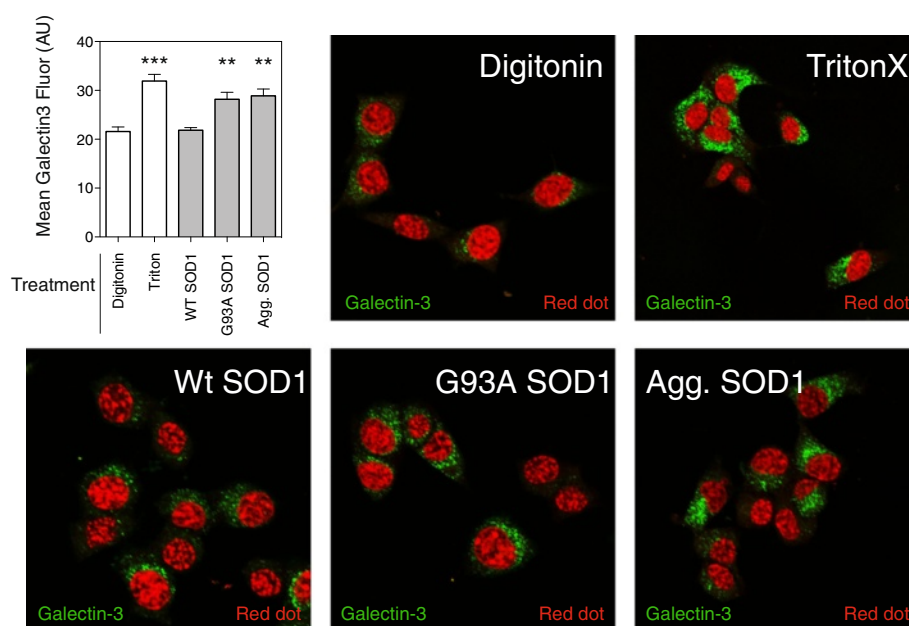 Mean Galectin3 Fluor (AU)
40
30
20
10
0
***
**
**
Treatment
Digitonin
Triton
WT SOD1
G93A SOD1
Agg. SOD1
Digitonin
Galectin-3 Red dot
TritonX
Galectin-3 Red dot
Wt SOD1
Galectin-3 Red dot
G93A SOD1
Galectin-3 Red dot
Agg. SOD1
Galectin-3 Red dot